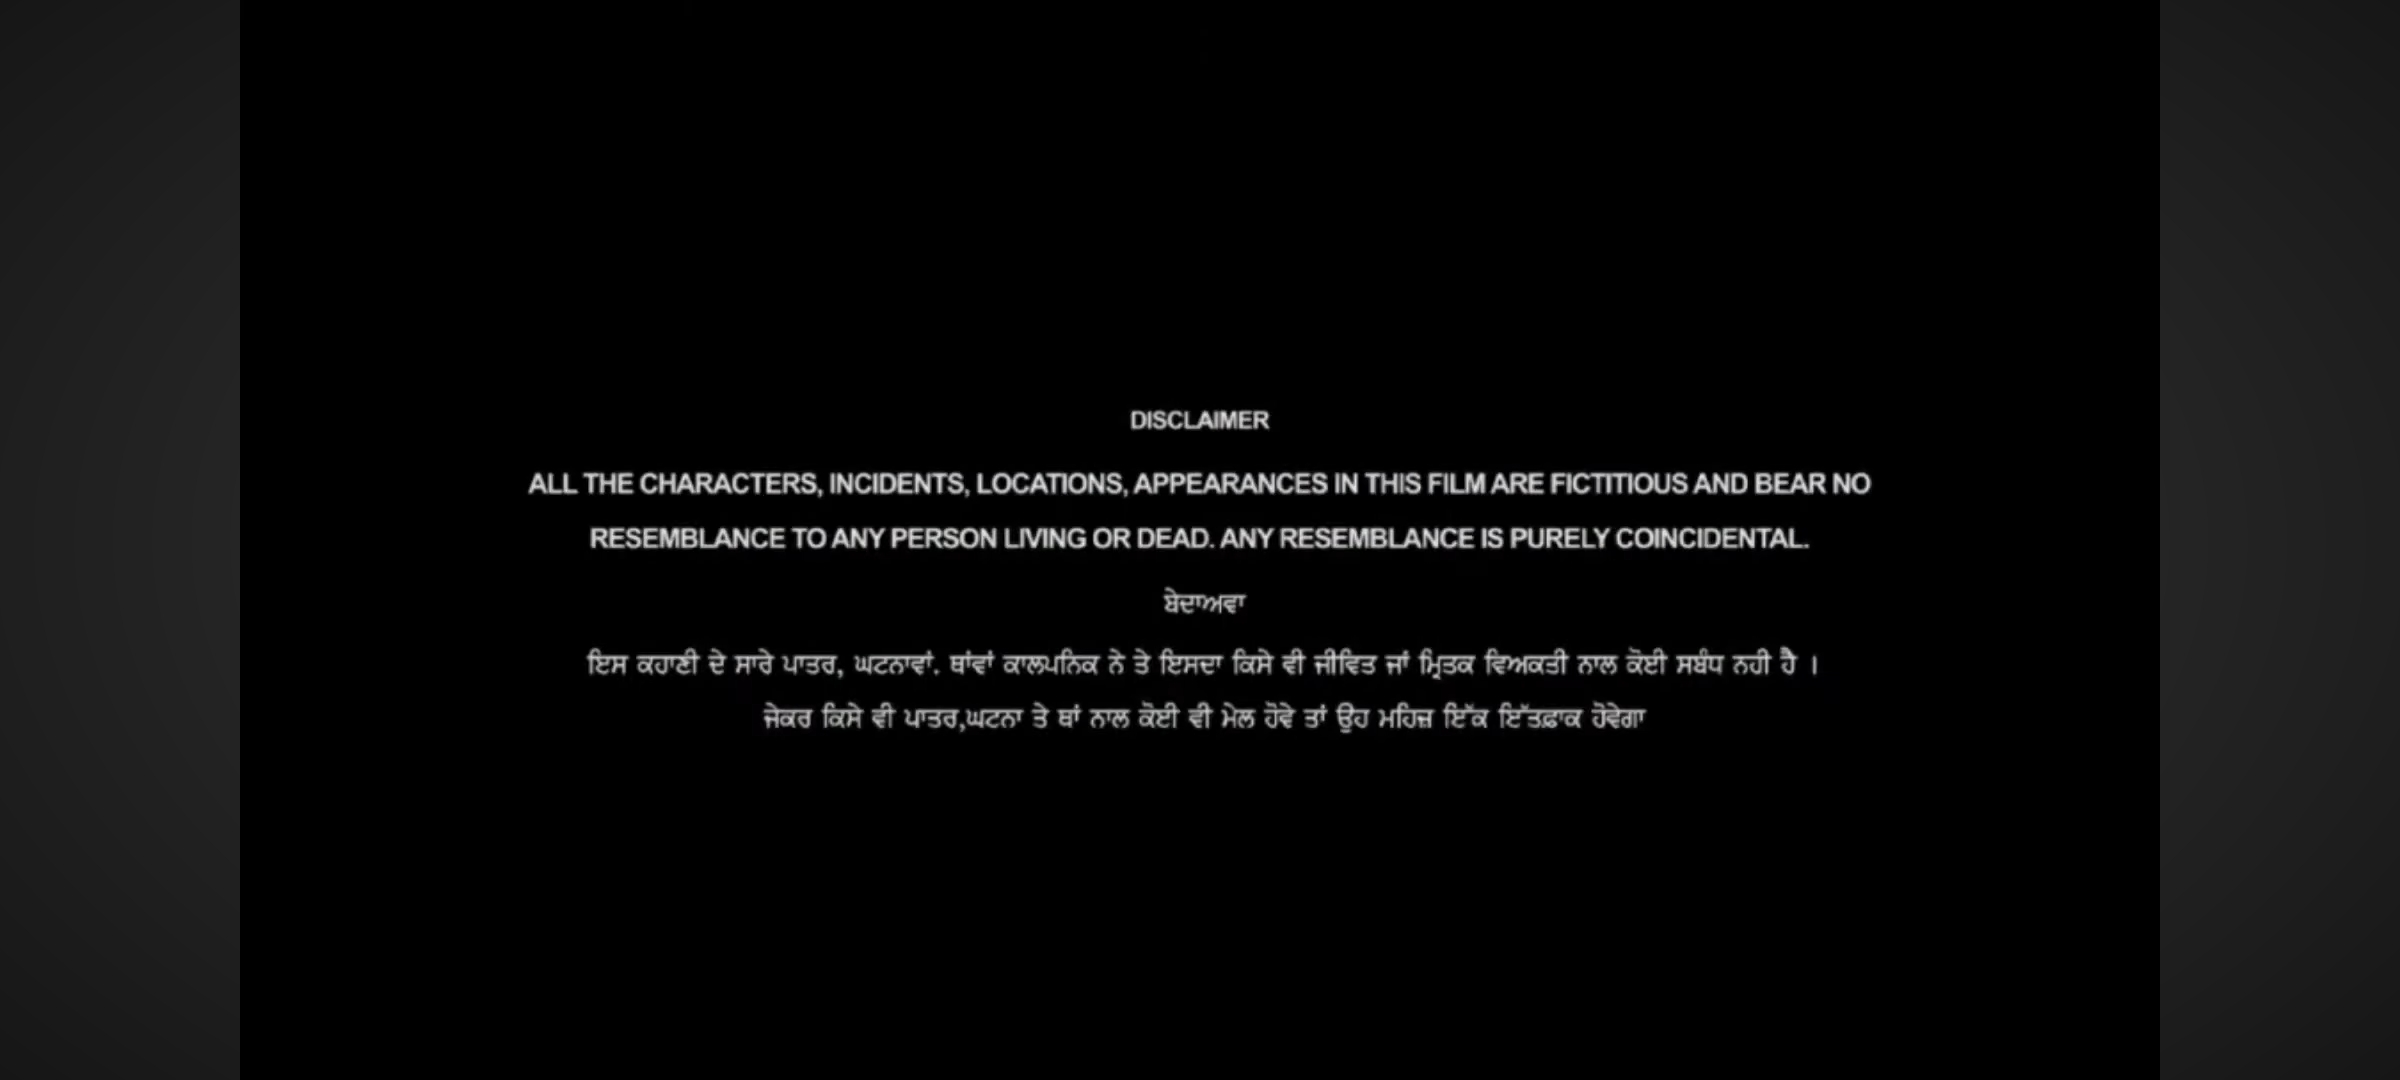 DISCLAIMER
ALL THE CHARACTERS, INCIDENTS, LOCATIONS, APPEARANCES IN THIS FILM ARE FICTITIOUS AND BEAR NO
RESEMBLANCE TO ANY PERSON LIVING OR DEAD. ANY RESEMBLANCE IS PURELY COINCIDENTAL.
ਬੇਦਾਅਵਾ
ਇਸ ਕਹਾਣੀ ਦੇ ਸਾਰੇ ਪਾਤਰ, ਘਟਨਾਵਾਂ. ਥਾਂਵਾਂ ਕਾਲਪਨਿਕ ਨੇ ਤੇ ਇਸਦਾ ਕਿਸੇ ਵੀ ਜੀਵਿਤ ਜਾਂ ਮ੍ਰਿਤਕ ਵਿਅਕਤੀ ਨਾਲ ਕੋਈ ਸਬੰਧ ਨਹੀ ਹੈ ।
ਜੇਕਰ ਕਿਸੇ ਵੀ ਪਾਤਰ,ਘਟਨਾ ਤੇ ਥਾਂ ਨਾਲ ਕੋਈ ਵੀ ਮੇਲ ਹੋਵੇ ਤਾਂ ਉਹ ਮਹਿਜ਼ ਇੱਕ ਇੱਤਫ਼ਾਕ ਹੋਵੇਗਾ